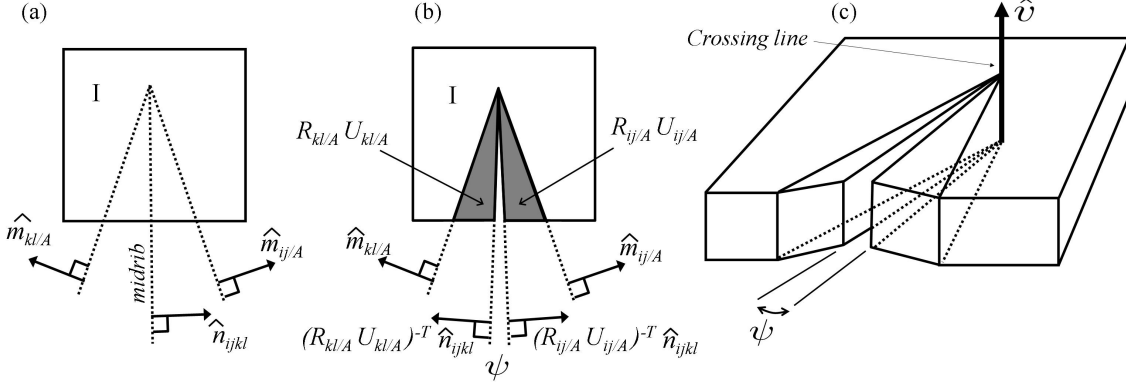 (a)
I
m̂kl/A
midrib
m̂ij/A
n̂ijkl
(b)
I
Rkl/A Ukl/A
Rij/A Uij/A
m̂kl/A
m̂ij/A
(Rkl/A Ukl/A)-T n̂ijkl
(Rij/A Uij/A)-T n̂ijkl
ψ
(c)
v̂
Crossing line
ψ